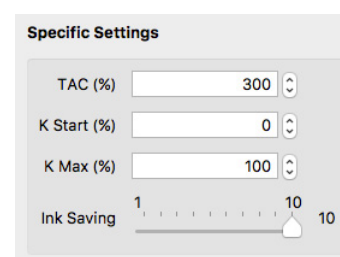 Specific Settings
TAC (%) 300
K Start (%) 0
K Max (%) 100
1 10
Ink Saving 10